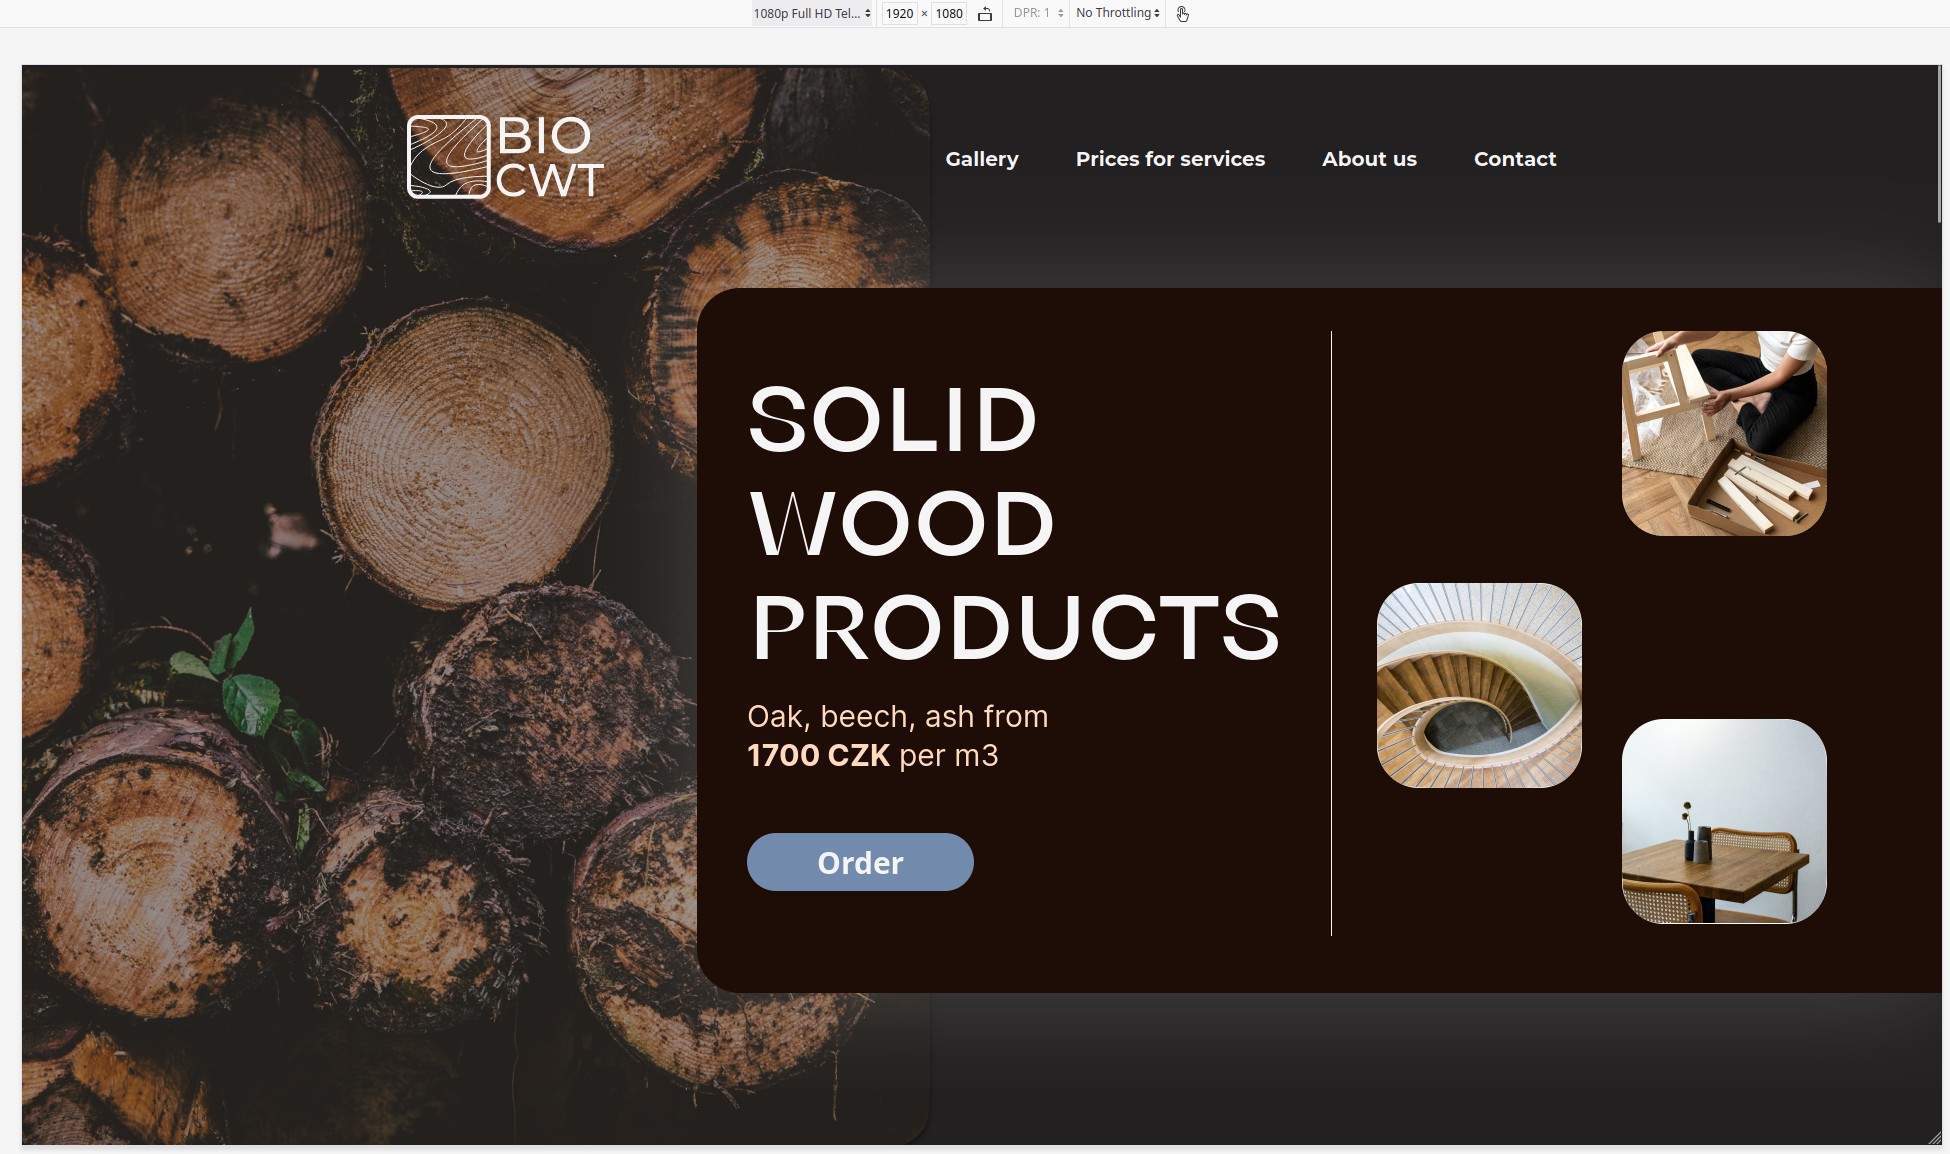 1080p Full HD Tel... 1920 × 1080 DPR: 1 No Throttling
BIO
CWT
Gallery Prices for services About us Contact
SOLID
WOOD
PRODUCTS
Oak, beech, ash from
1700 CZK per m3
Order